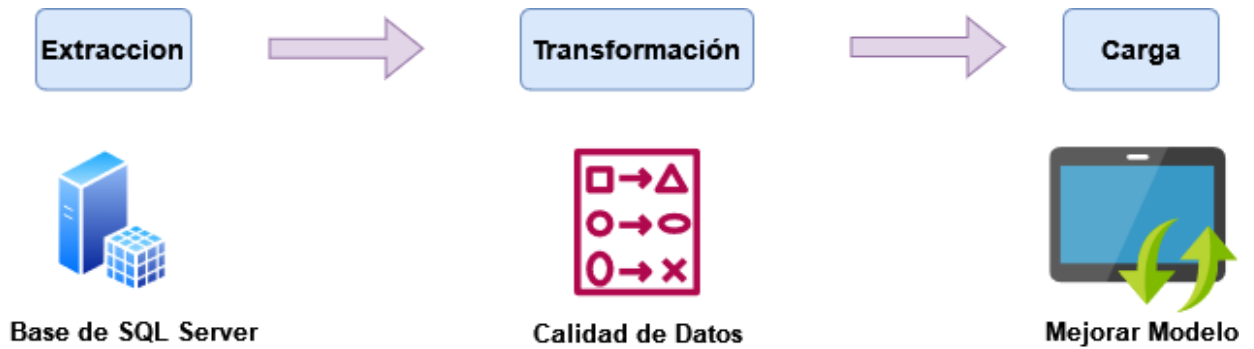 Extraccion
Transformación
Carga
Base de SQL Server
Calidad de Datos
Mejorar Modelo